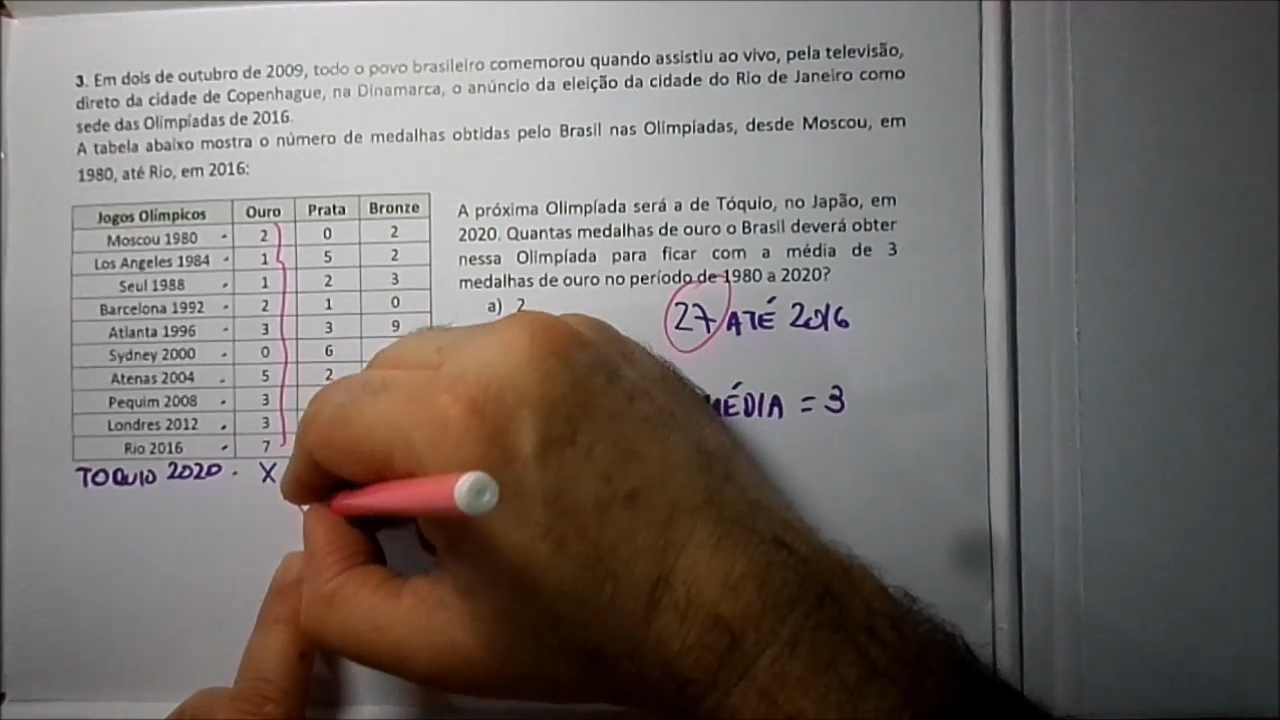 3. Em dois de outubro de 2009, todo o povo brasileiro comemorou quando assistiu ao vivo, pela televisão,
direto da cidade de Copenhague, na Dinamarca, o anúncio da eleição da cidade do Rio de Janeiro como
sede das Olimpíadas de 2016.
A tabela abaixo mostra o número de medalhas obtidas pelo Brasil nas Olimpíadas, desde Moscou, em
1980, até Rio, em 2016:
Jogos Olímpicos Ouro Prata Bronze
Moscou 1980 2 0 2
Los Angeles 1984 1 5 2
Seul 1988 1 2 3
Barcelona 1992 2 1 0
Atlanta 1996 3 3 9
Sydney 2000 0 6
Atenas 2004 5 2
Pequim 2008 3
Londres 2012 3
Rio 2016 7
TOQUIO 2020 X
A próxima Olimpíada será a de Tóquio, no Japão, em
2020. Quantas medalhas de ouro o Brasil deverá obter
nessa Olimpíada para ficar com a média de 3
medalhas de ouro no período de 1980 a 2020?
a) 2
27 ATÉ 2016
MÉDIA = 3